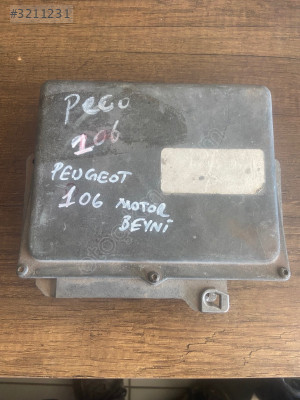 #3211231
PeGo
106
PEUGEOT
106 MOTOR
BEYNİ